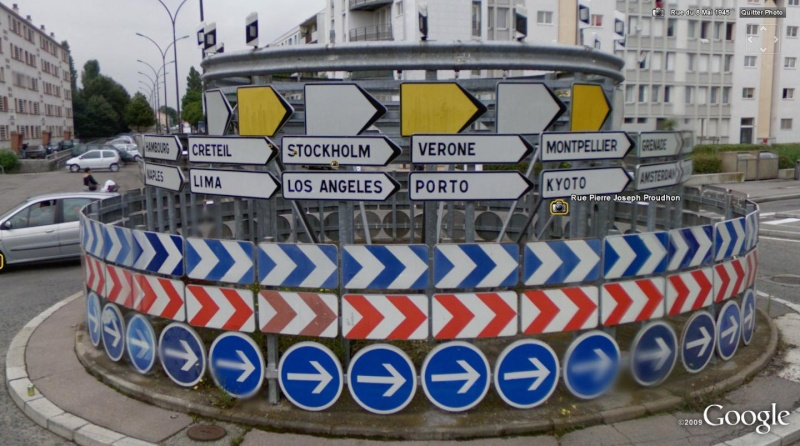 Rue du 8 Mai 1945 - Quitter Photo
HAMBOURG CRETEIL STOCKHOLM VERONE MONTPELLIER GRENADE
NAPLES LIMA LOS ANGELES PORTO KYOTO AMSTERDAM
Rue Pierre Joseph Proudhon
©2009 Google